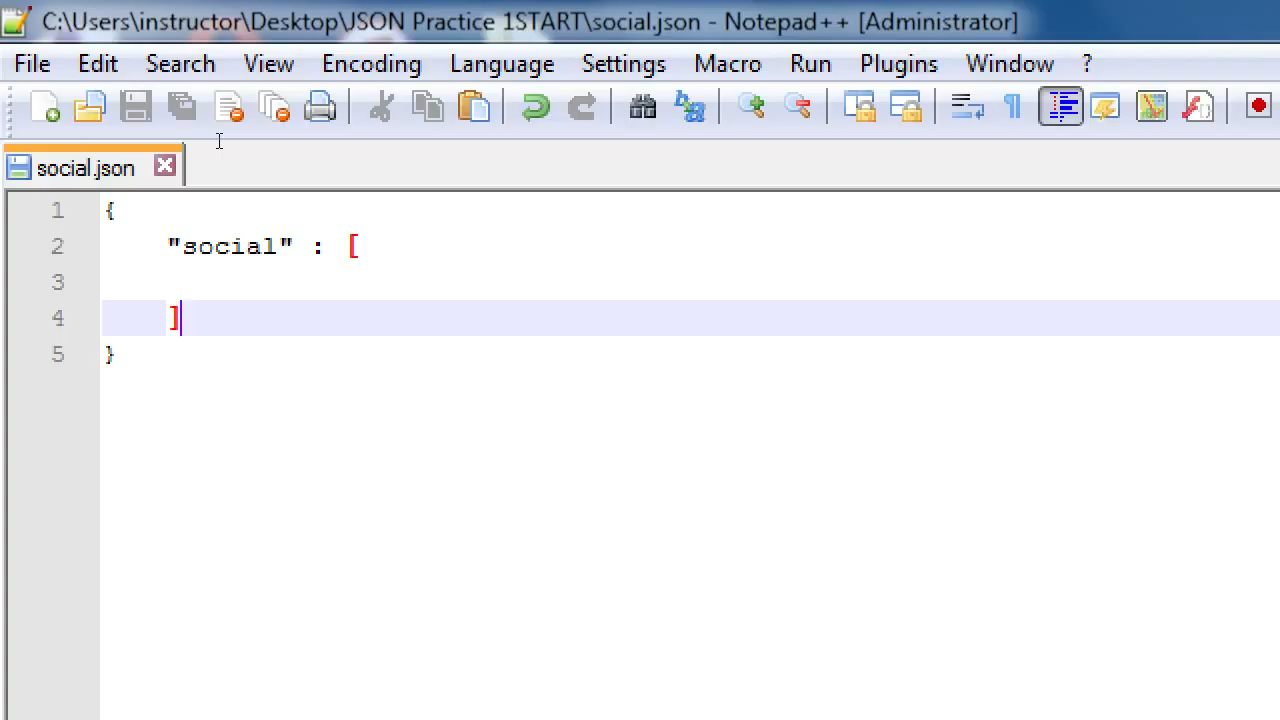 C:\Users\instructor\Desktop\JSON Practice 1START\social.json - Notepad++ [Administrator]
File Edit Search View Encoding Language Settings Macro Run Plugins Window ?
social.json
1 {
2 "social" : [
3
4 ]
5 }